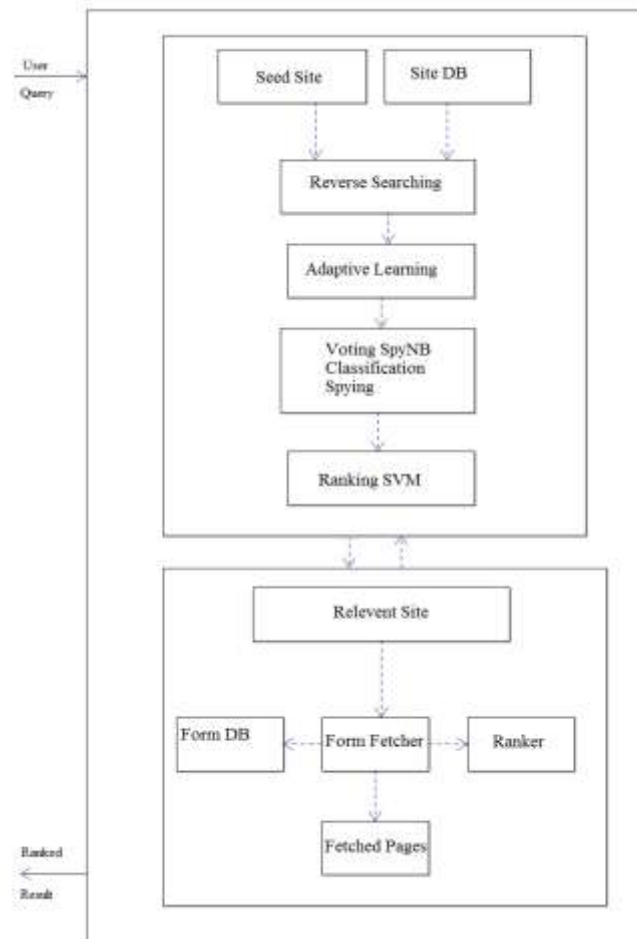 User
Query
Seed Site
Site DB
Reverse Searching
Adaptive Learning
Voting SpyNB
Classification
Spying
Ranking SVM
Relevent Site
Form DB
Form Fetcher
Ranker
Fetched Pages
Ranked
Result